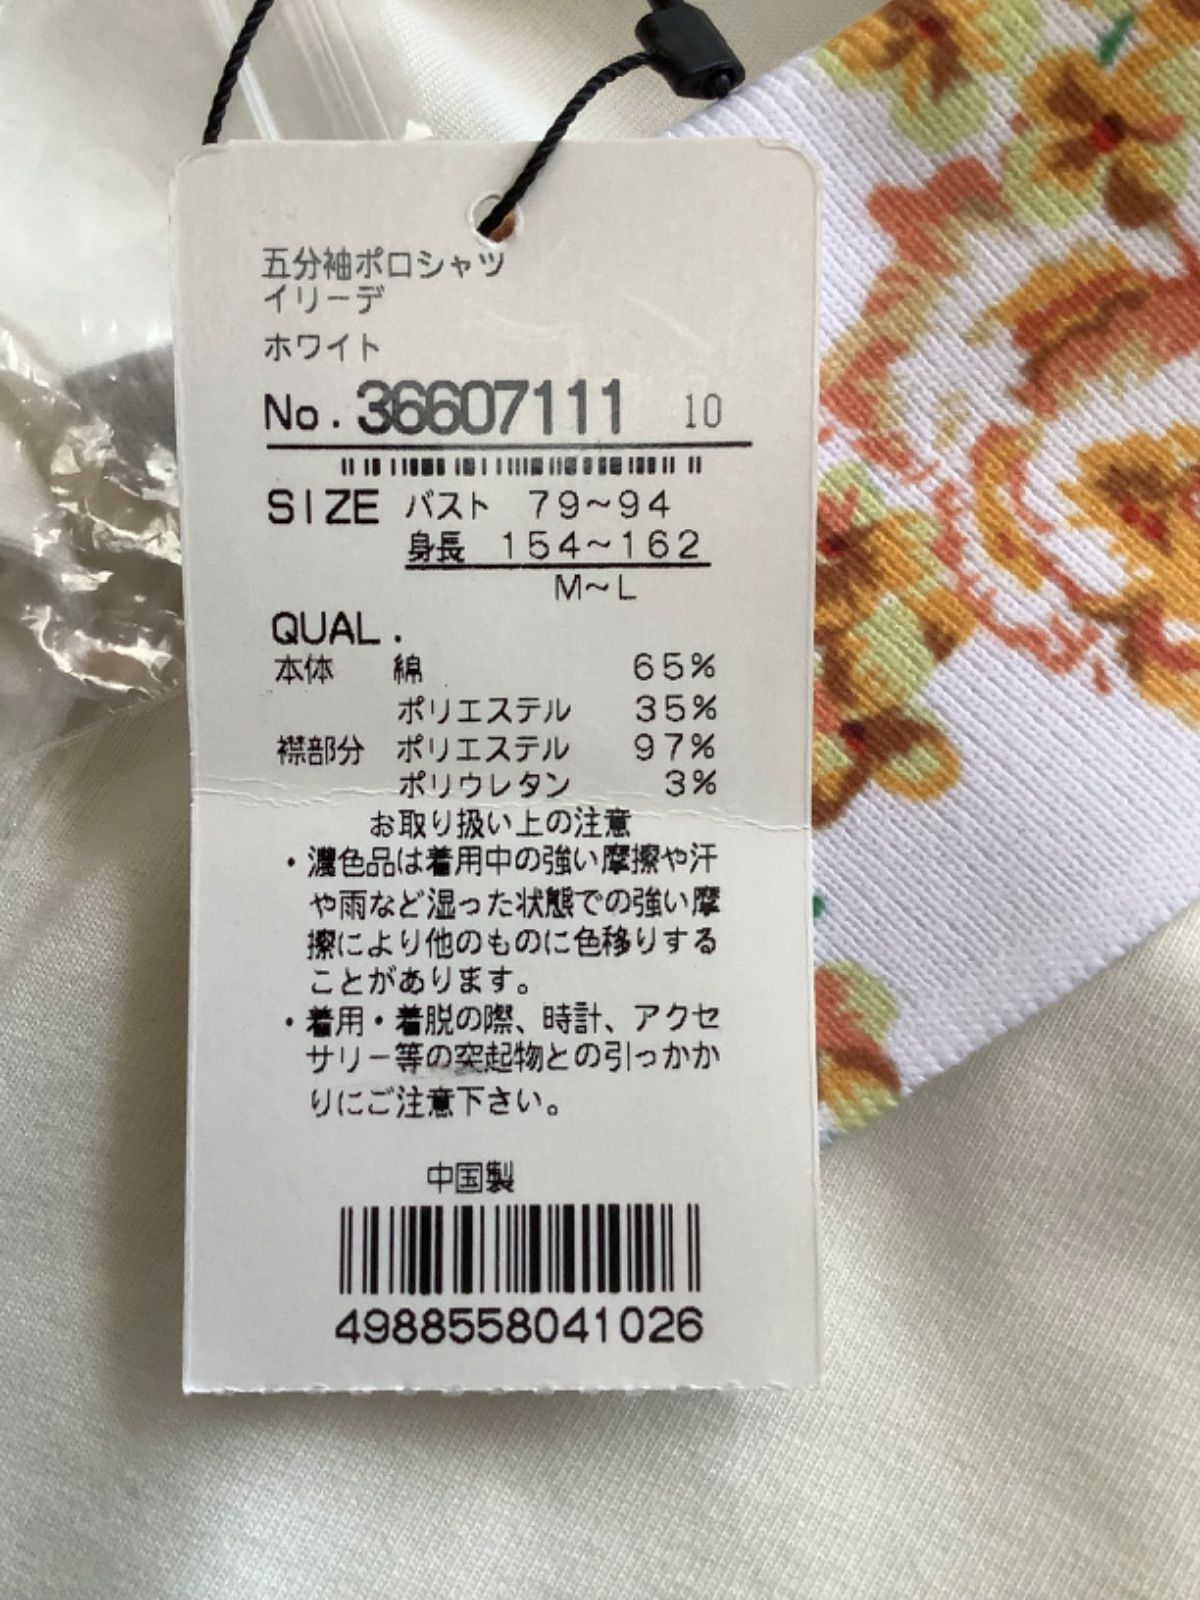 五分袖ポロシャツ
イリーデ
ホワイト
No. 36607111 10
SIZE バスト 79~94
身長 154~162
M~L
QUAL.
本体 綿 65%
ポリエステル 35%
襟部分 ポリエステル 97%
ポリウレタン 3%
お取り扱い上の注意
・濃色品は着用中の強い摩擦や汗
や雨など湿った状態での強い摩
擦により他のものに色移りする
ことがあります。
・着用・着脱の際、時計、アクセ
サリー等の突起物との引っかか
りにご注意下さい。
中国製
4988558041026